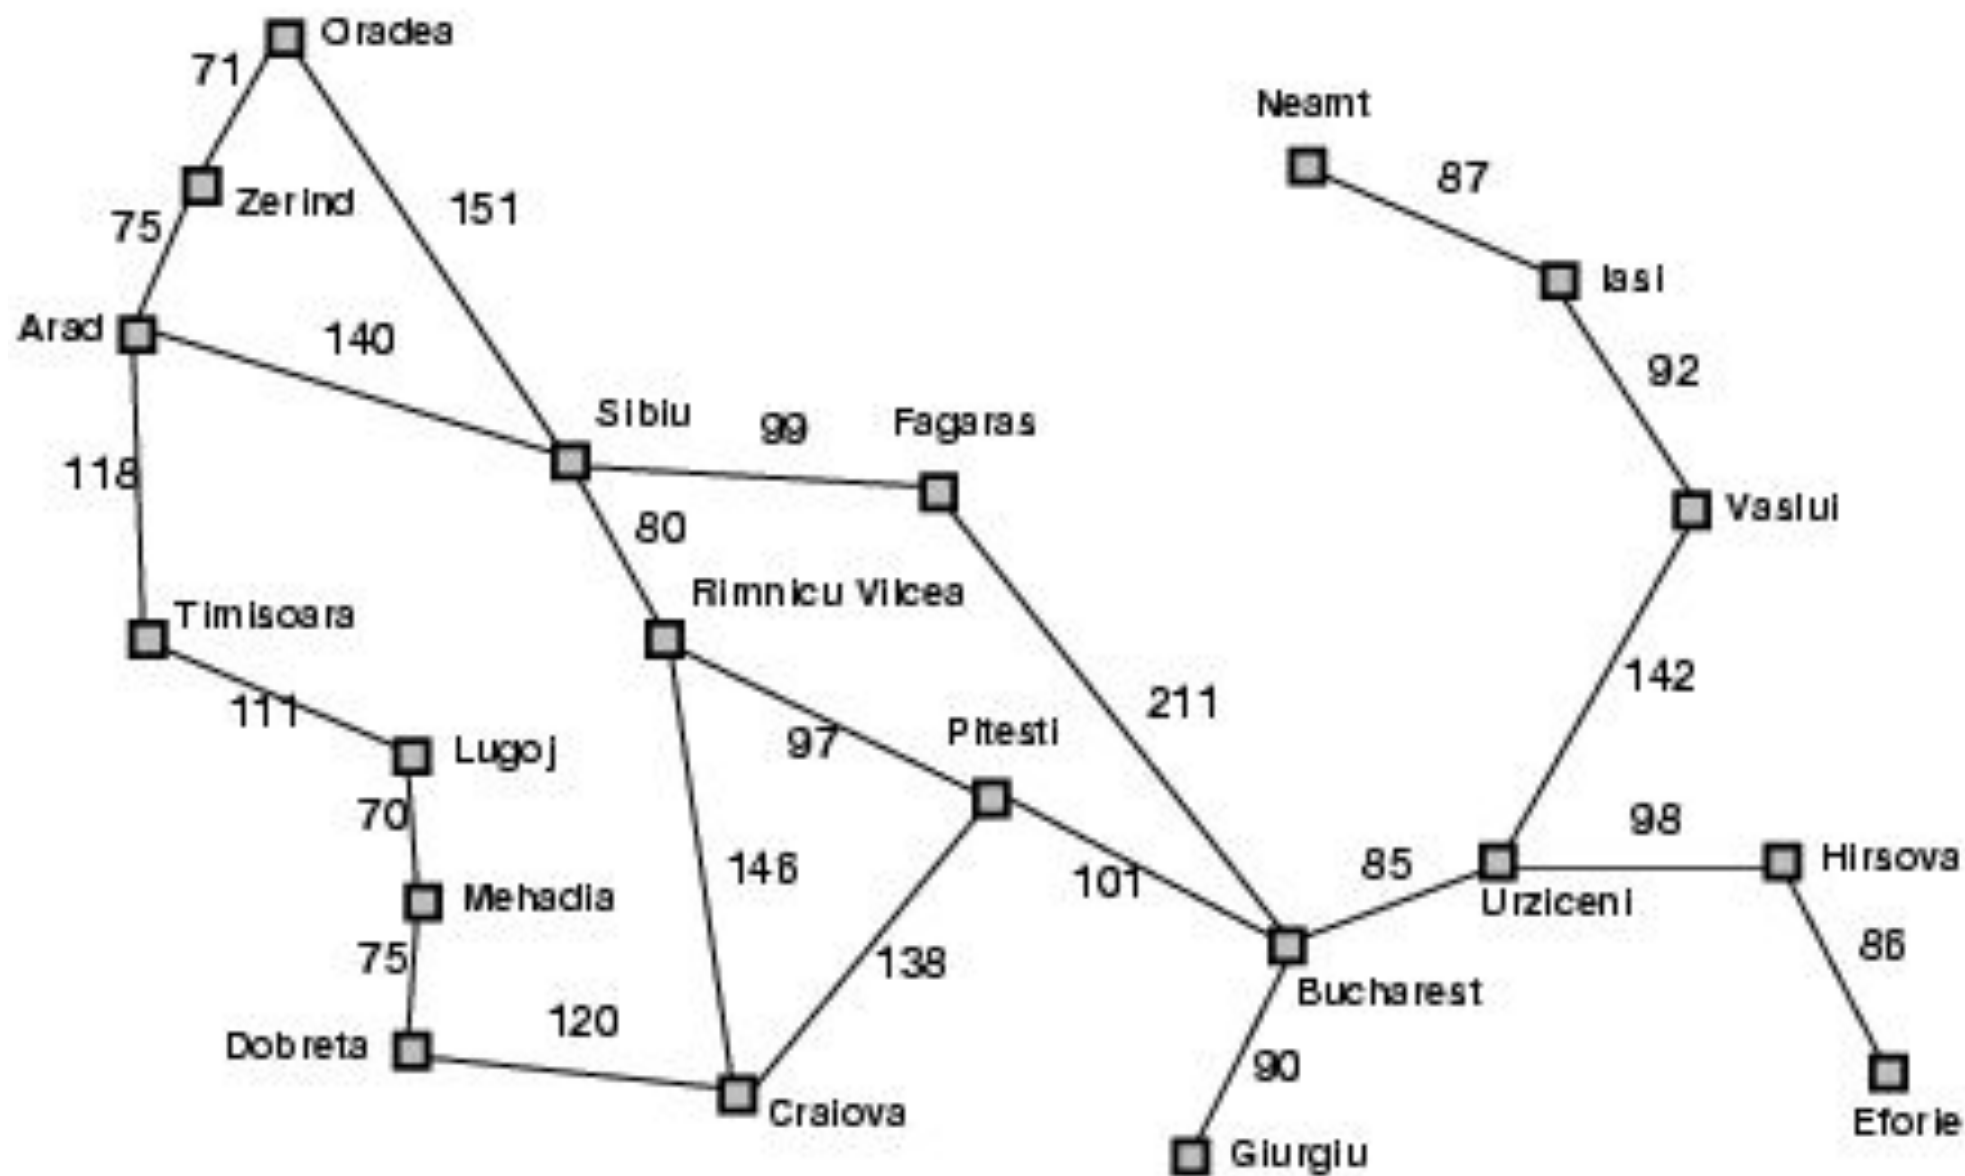 Oradea
71
Neamt
87
Zerind
151
75
Iasi
Arad
140
92
Sibiu
99
Fagaras
118
80
Vaslui
Rimnicu Vilcea
Timisoara
142
211
111
97
Pitesti
Lugoj
70
98
146
101
85
Hirsova
Mehadia
Urziceni
86
75
138
Bucharest
120
Dobreta
90
Craiova
Eforie
Giurgiu